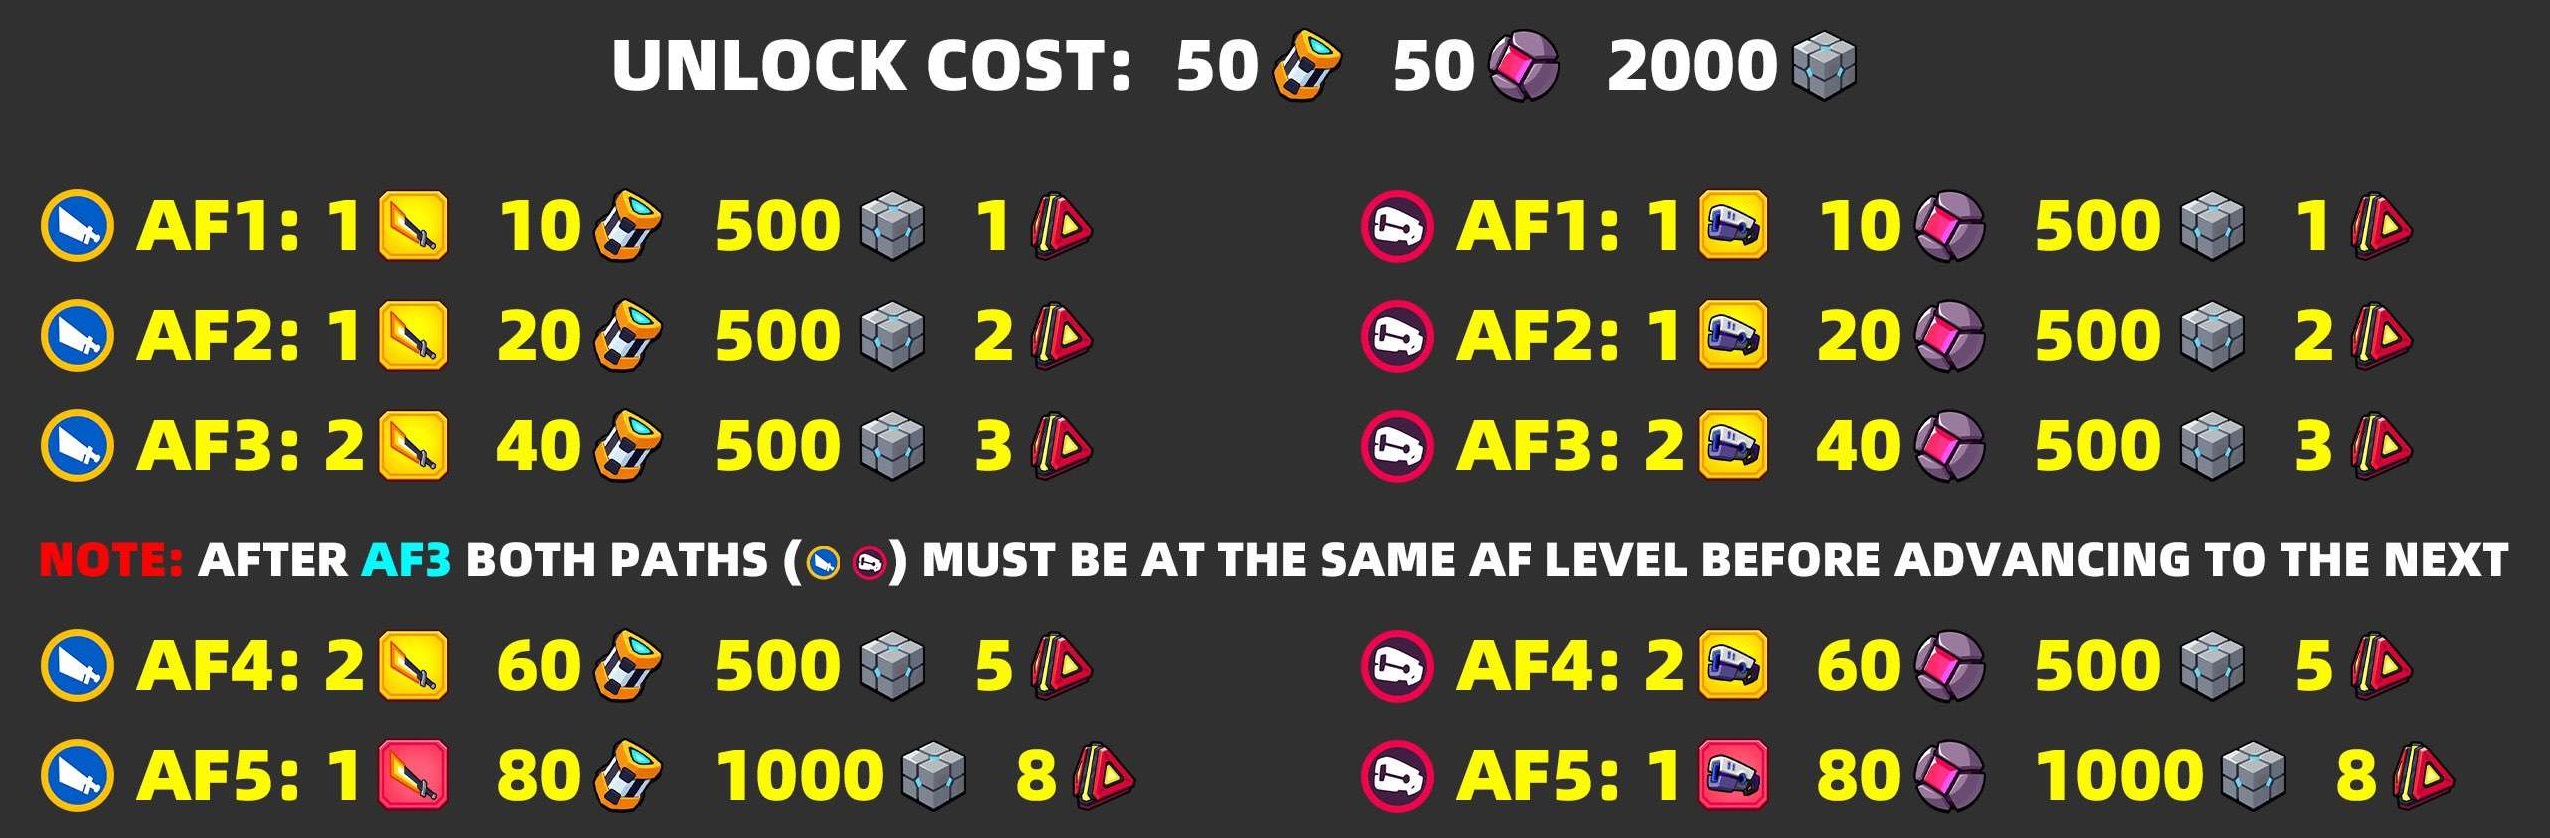 UNLOCK COST: 50 50 2000
AF1: 1 10 500 1
AF1: 1 10 500 1
AF2: 1 20 500 2
AF2: 1 20 500 2
AF3: 2 40 500 3
AF3: 2 40 500 3
NOTE: AFTER AF3 BOTH PATHS ( ) MUST BE AT THE SAME AF LEVEL BEFORE ADVANCING TO THE NEXT
AF4: 2 60 500 5
AF4: 2 60 500 5
AF5: 1 80 1000 8
AF5: 1 80 1000 8